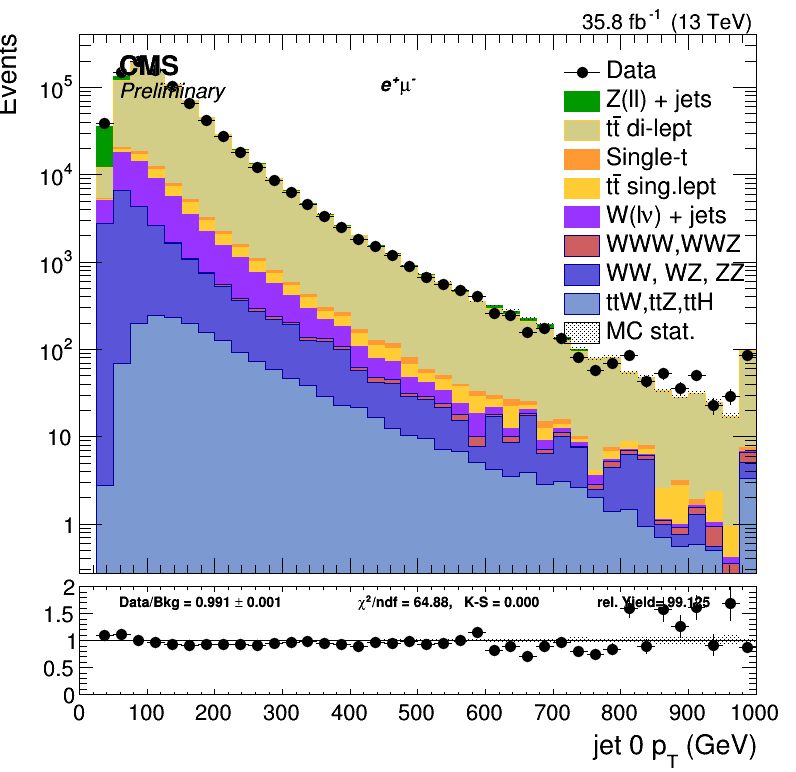 35.8 fb⁻¹ (13 TeV)
Events
CMS
Preliminary
e⁺μ⁻
Data
Z(ll) + jets
tt̄ di-lept
Single-t
tt̄ sing.lept
W(lν) + jets
WWW,WWZ
WW, WZ, ZZ
ttW,ttZ,ttH
MC stat.
10⁵
10⁴
10³
10²
10
1
Data/Bkg = 0.991 ± 0.001
χ²/ndf = 64.88, K-S = 0.000
rel. Yield= 99.125
2
1.5
1
0.5
0
0 100 200 300 400 500 600 700 800 900 1000
jet 0 p_T (GeV)